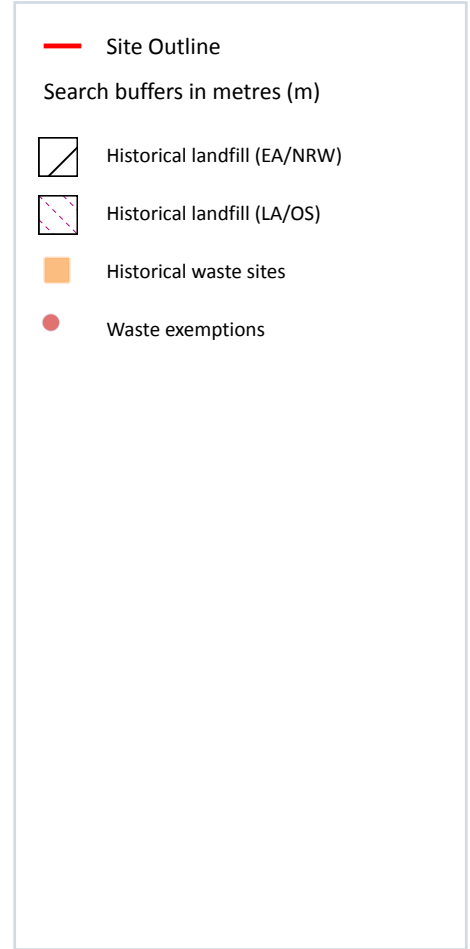 Site Outline
Search buffers in metres (m)
Historical landfill (EA/NRW)
Historical landfill (LA/OS)
Historical waste sites
Waste exemptions